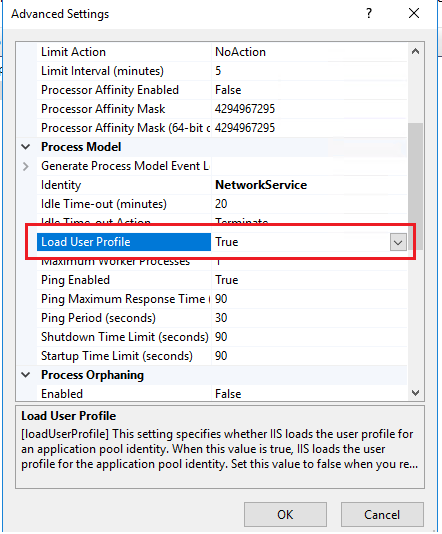 Advanced Settings ? ×
Limit Action NoAction
Limit Interval (minutes) 5
Processor Affinity Enabled False
Processor Affinity Mask 4294967295
Processor Affinity Mask (64-bit c 4294967295
Process Model
Generate Process Model Event L
Identity NetworkService
Idle Time-out (minutes) 20
Idle Time-out Action Terminate
Load User Profile True
Maximum Worker Processes 1
Ping Enabled True
Ping Maximum Response Time ( 90
Ping Period (seconds) 30
Shutdown Time Limit (seconds) 90
Startup Time Limit (seconds) 90
Process Orphaning
Enabled False
Load User Profile
[loadUserProfile] This setting specifies whether IIS loads the user profile for
an application pool identity. When this value is true, IIS loads the user
profile for the application pool identity. Set this value to false when you re...
OK Cancel